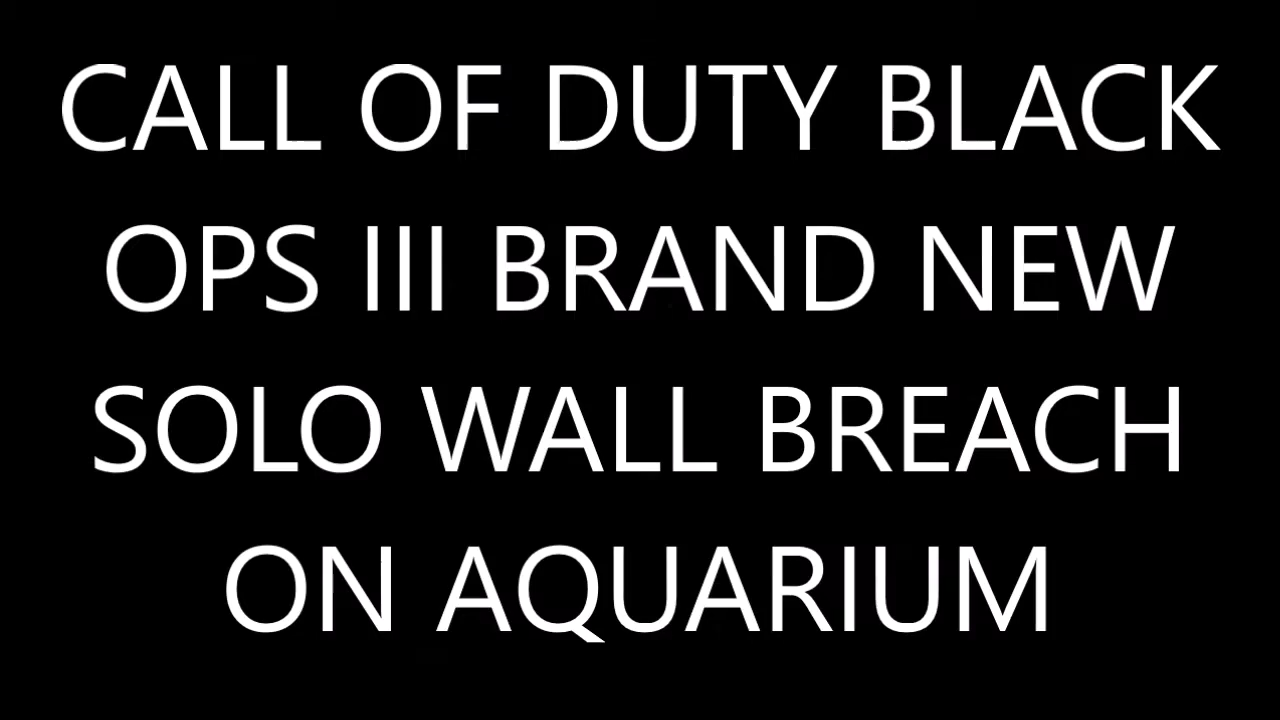 CALL OF DUTY BLACK
OPS III BRAND NEW
SOLO WALL BREACH
ON AQUARIUM